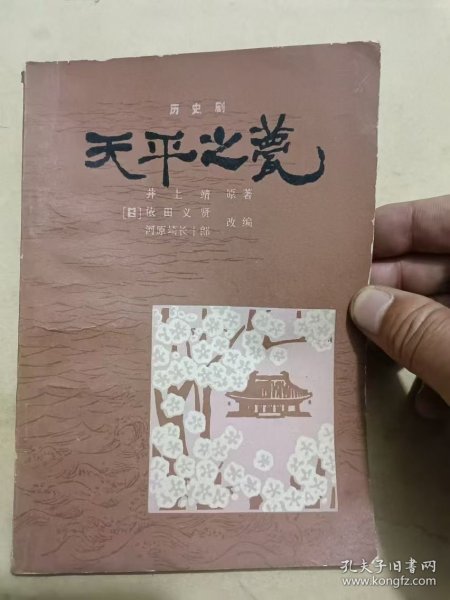 历史剧
天平之甍
井上靖 原著
[日] 依田义贤
河原崎长十郎 改编
孔夫子旧书网
www.kongfz.com